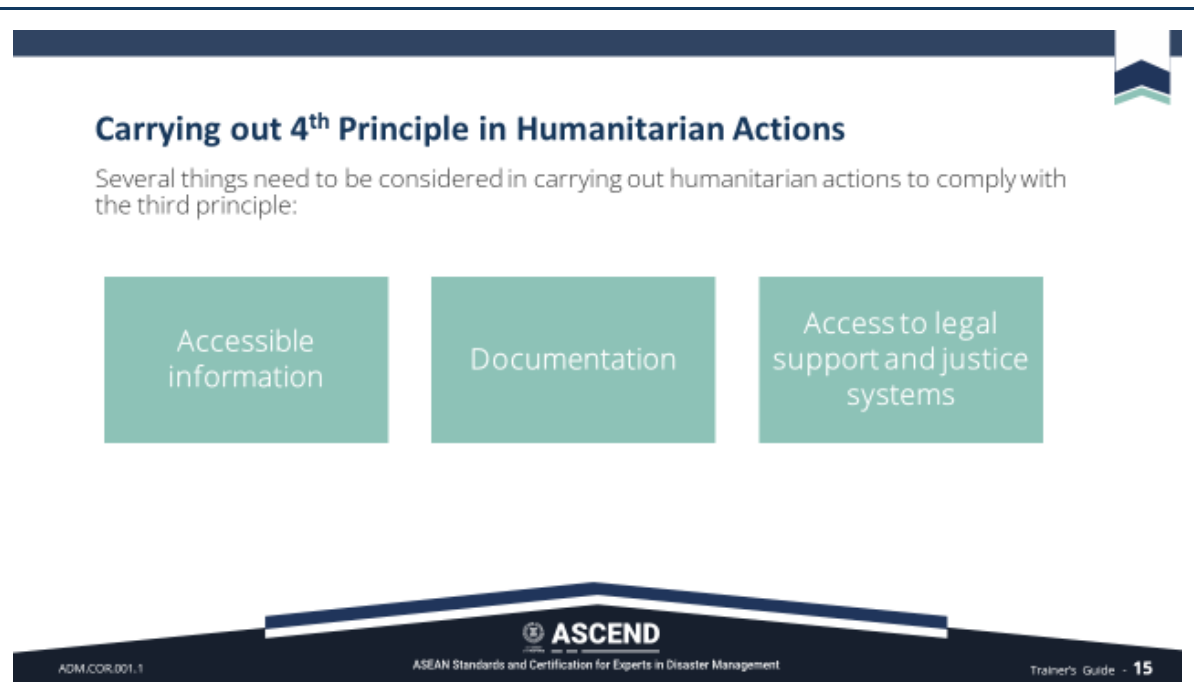 Carrying out 4th Principle in Humanitarian Actions
Several things need to be considered in carrying out humanitarian actions to comply with
the third principle:
Accessible
information
Documentation
Access to legal
support and justice
systems
ASCEND
ASEAN Standards and Certification for Experts in Disaster Management
ADM.COR.001.1
Trainer's Guide - 15